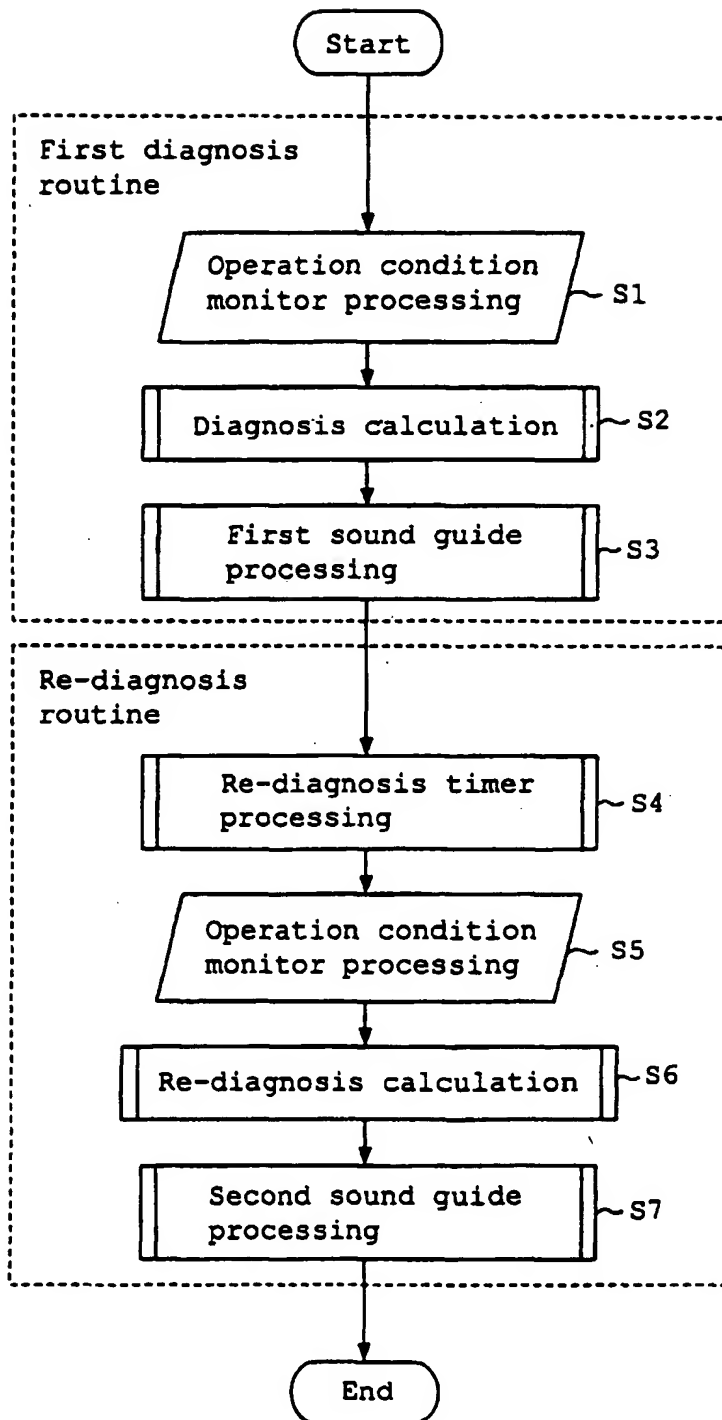 Start
First diagnosis
routine
Operation condition
monitor processing
S1
Diagnosis calculation
S2
First sound guide
processing
S3
Re-diagnosis
routine
Re-diagnosis timer
processing
S4
Operation condition
monitor processing
S5
Re-diagnosis calculation
S6
Second sound guide
processing
S7
End